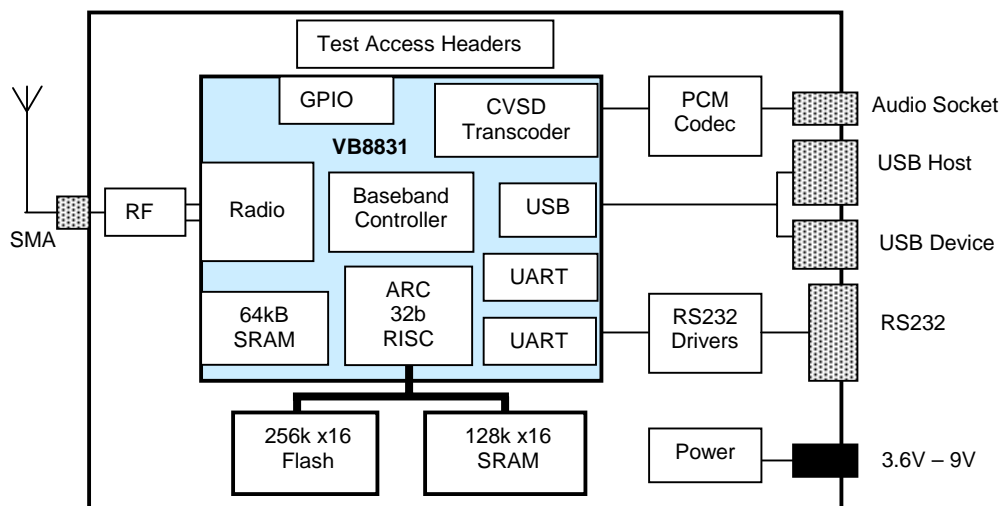 Test Access Headers
GPIO
CVSD
Transcoder
PCM
Codec
Audio Socket
VB8831
USB Host
RF
Radio
Baseband
Controller
USB
SMA
USB Device
UART
64kB
SRAM
ARC
32b
RISC
UART
RS232
Drivers
RS232
256k x16
Flash
128k x16
SRAM
Power
3.6V – 9V